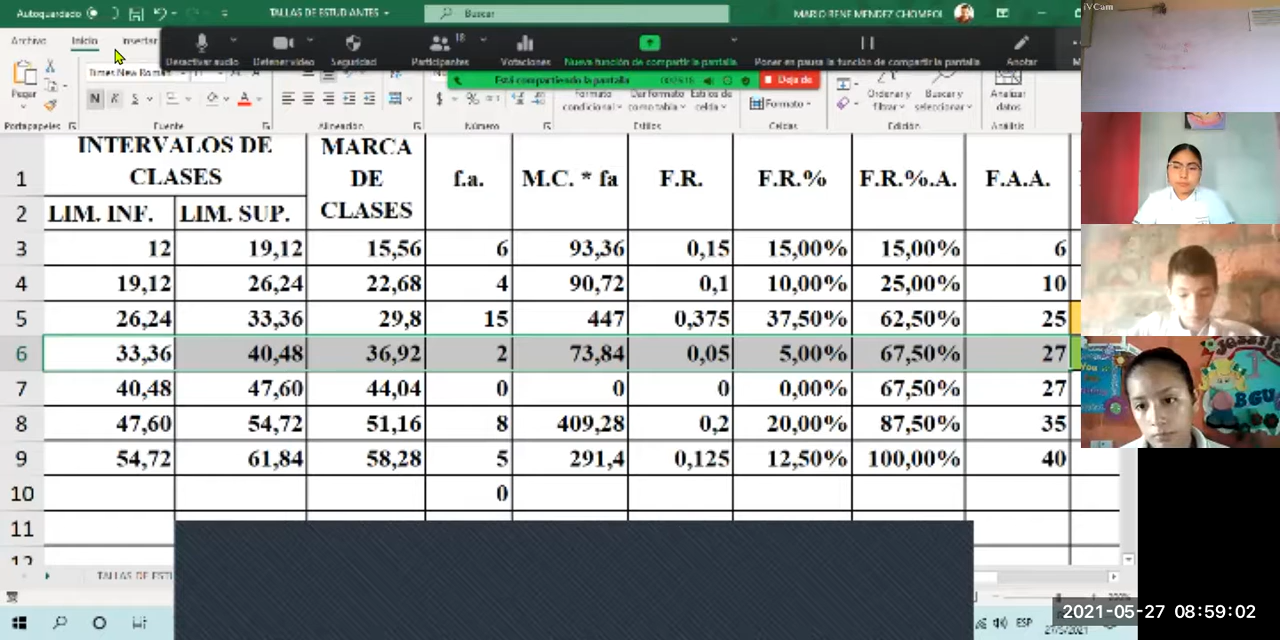 Autoguardado
TALLAS DE ESTUDIANTES
Buscar
MARIO RENE MENDEZ CHOMPOL
iVCam
Archivo Inicio Insertar
Desactivar audio Detener video Seguridad 18 Participantes Votaciones Nueva función de compartir la pantalla Poner en pausa la función de compartir la pantalla Anotar
Está compartiendo la pantalla Deja de
Pegar Times New Roman 11
N K S
Formato condicional Dar formato como tabla Estilos de celda Formato Ordenar y filtrar Buscar y seleccionar Analizar datos
Portapapeles Fuente Alineación Número Estilos Celdas Edición Análisis
INTERVALOS DE CLASES MARCA DE CLASES f.a. M.C. * fa F.R. F.R.% F.R.%.A. F.A.A.
1
2 LIM. INF. LIM. SUP.
3 12 19,12 15,56 6 93,36 0,15 15,00% 15,00% 6
4 19,12 26,24 22,68 4 90,72 0,1 10,00% 25,00% 10
5 26,24 33,36 29,8 15 447 0,375 37,50% 62,50% 25
6 33,36 40,48 36,92 2 73,84 0,05 5,00% 67,50% 27
7 40,48 47,60 44,04 0 0 0 0,00% 67,50% 27
8 47,60 54,72 51,16 8 409,28 0,2 20,00% 87,50% 35
9 54,72 61,84 58,28 5 291,4 0,125 12,50% 100,00% 40
10 0
11
12
TALLAS DE ESTU
ESP
2021-05-27 08:59:02
BGU